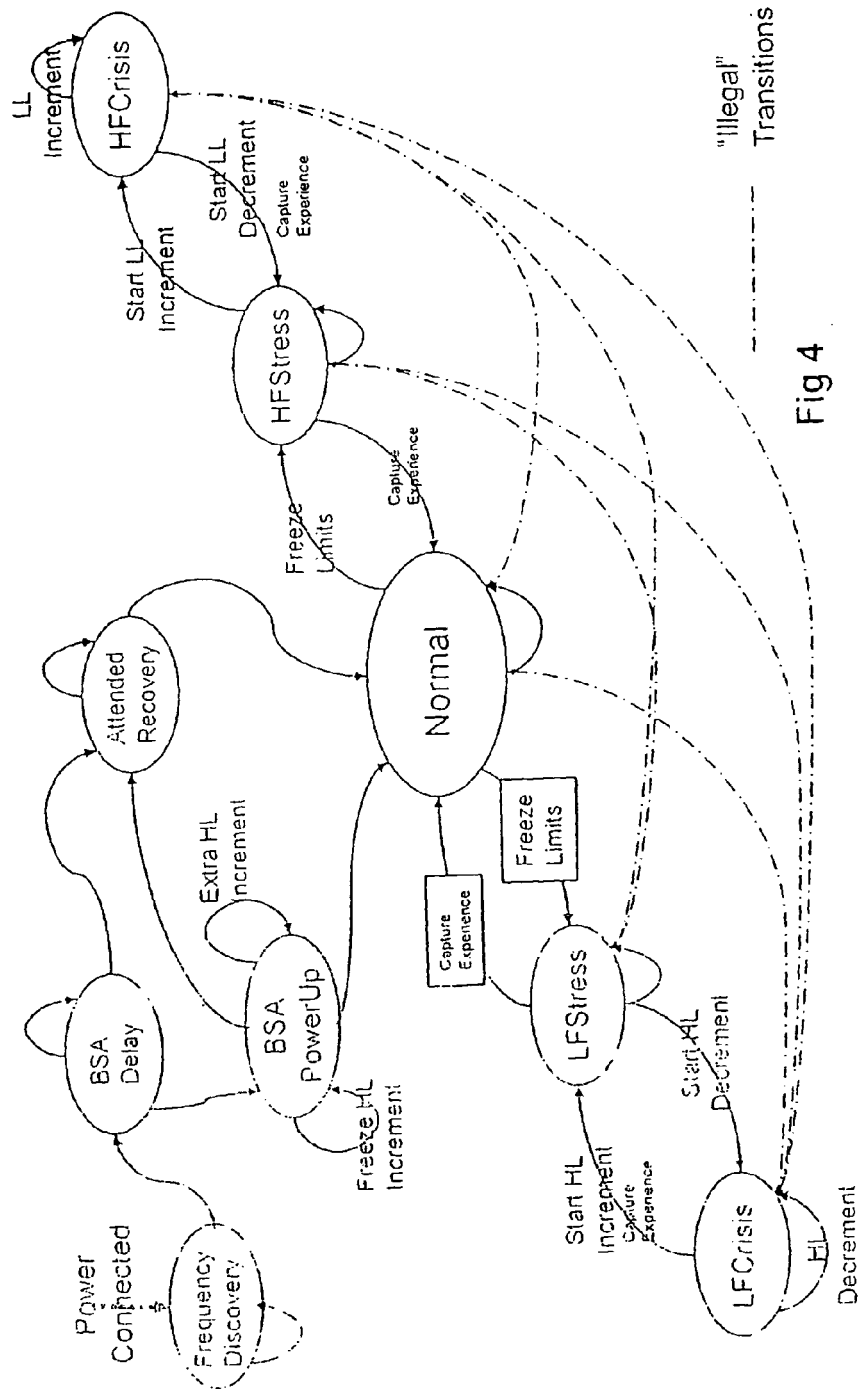 Power
Connected
Frequency
Discovery
BSA
Delay
Attended
Recovery
BSA
PowerUp
Extra HL
Increment
Freeze HL
Increment
Normal
Freeze
Limits
Capture
Experience
HFStress
Start LL
Increment
Start LL
Decrement
Capture
Experience
HFCrisis
LL
Increment
Capture
Experience
Freeze
Limits
LFStress
Start HL
Increment
Capture
Experience
Start HL
Decrement
LFCrisis
HL
Decrement
"Illegal"
Transitions
Fig 4